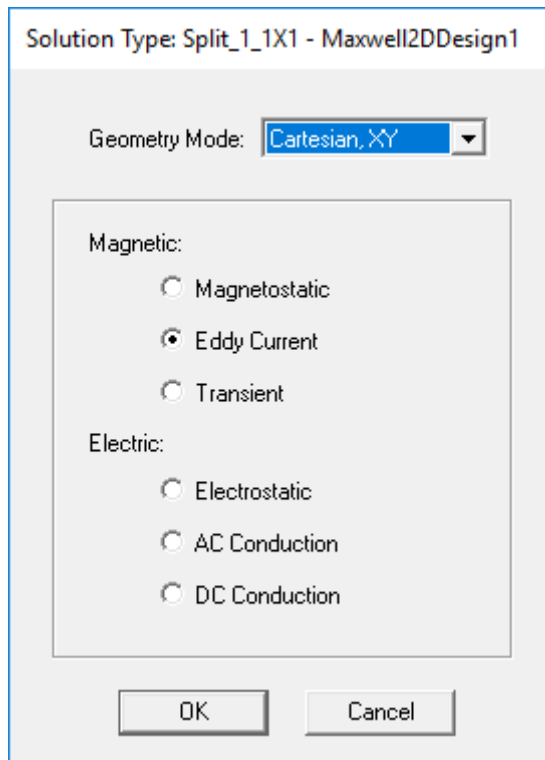 Solution Type: Split_1_1X1 - Maxwell2DDesign1
Geometry Mode: Cartesian, XY
Magnetic:
Magnetostatic
Eddy Current
Transient
Electric:
Electrostatic
AC Conduction
DC Conduction
OK Cancel